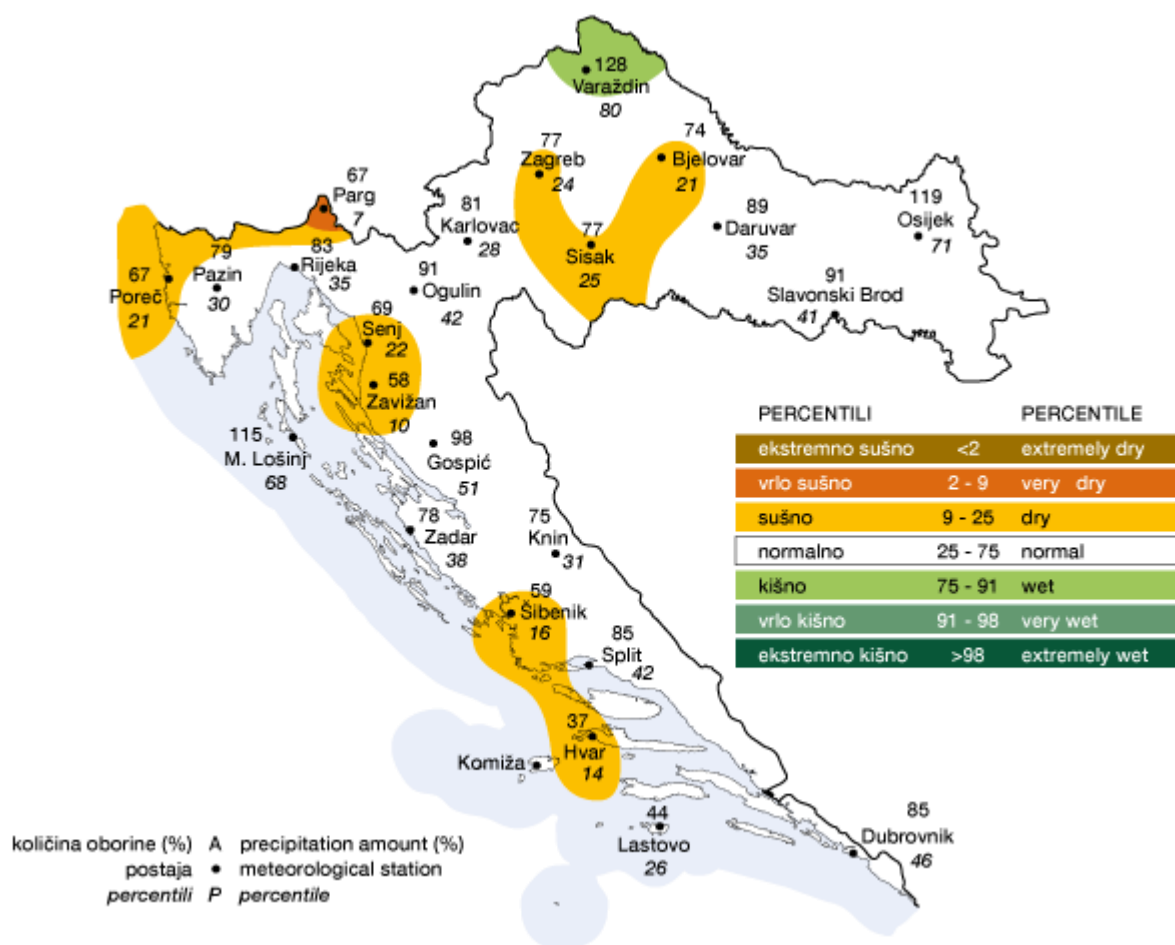 128
Varaždin
80
77
Zagreb
24
74
Bjelovar
21
67
Parg
7
81
Karlovac
28
77
Sisak
25
89
Daruvar
35
119
Osijek
71
79
Pazin
30
83
Rijeka
35
67
Poreč
21
91
Ogulin
42
91
Slavonski Brod
41
69
Senj
22
58
Zavižan
10
115
M. Lošinj
68
98
Gospić
51
78
Zadar
38
75
Knin
31
59
Šibenik
16
85
Split
42
37
Hvar
14
Komiža
44
Lastovo
26
85
Dubrovnik
46
PERCENTILI PERCENTILE
ekstremno sušno <2 extremely dry
vrlo sušno 2 - 9 very dry
sušno 9 - 25 dry
normalno 25 - 75 normal
kišno 75 - 91 wet
vrlo kišno 91 - 98 very wet
ekstremno kišno >98 extremely wet
količina oborine (%) A precipitation amount (%)
postaja • meteorological station
percentili P percentile